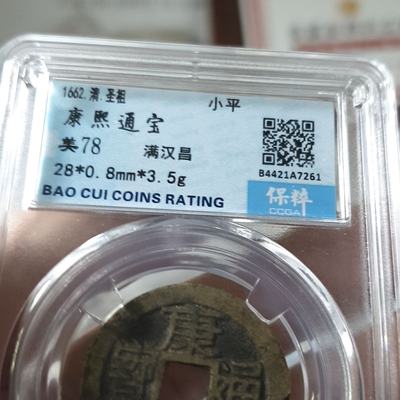 1662.清.圣祖
小平
康熙通宝
美78
满汉昌
28*0.8mm*3.5g
B4421A7261
BAO CUI COINS RATING
保粹
CCGA
康